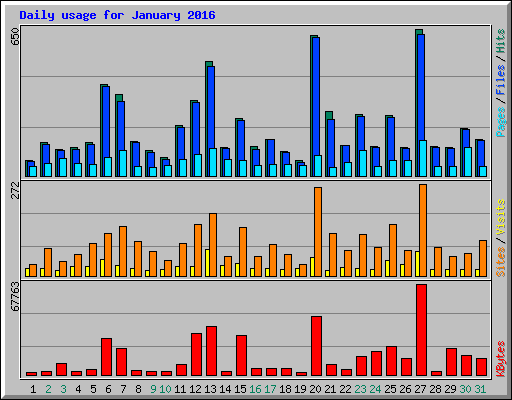 Daily usage for January 2016
650
272
67763
Pages / Files / Hits
Sites / Visits
KBytes
1 2 3 4 5 6 7 8 9 10 11 12 13 14 15 16 17 18 19 20 21 22 23 24 25 26 27 28 29 30 31